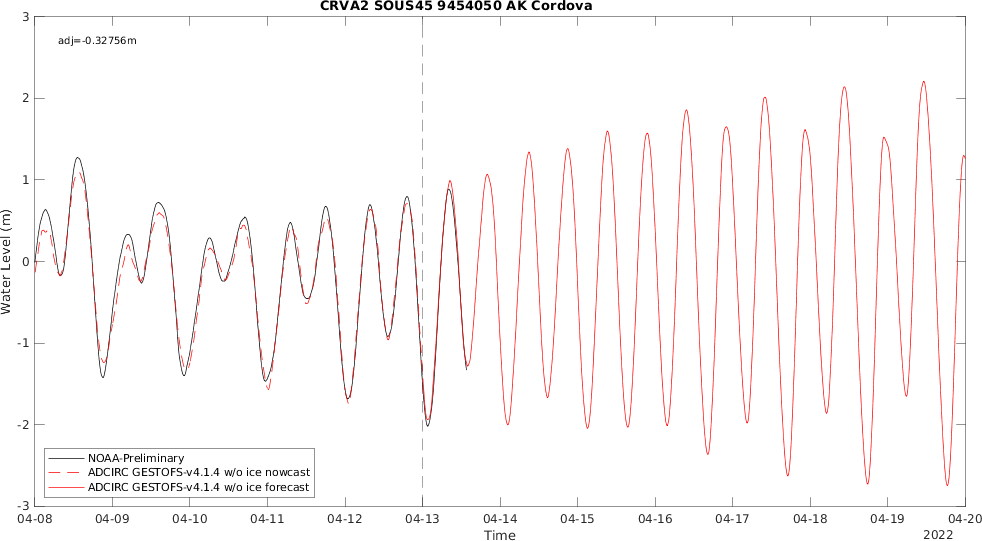 CRVA2 SOUS45 9454050 AK Cordova
adj=-0.32756m
Water Level (m)
3
2
1
0
-1
-2
-3
NOAA-Preliminary
ADCIRC GESTOFS-v4.1.4 w/o ice nowcast
ADCIRC GESTOFS-v4.1.4 w/o ice forecast
04-08 04-09 04-10 04-11 04-12 04-13 04-14 04-15 04-16 04-17 04-18 04-19 04-20
Time
2022